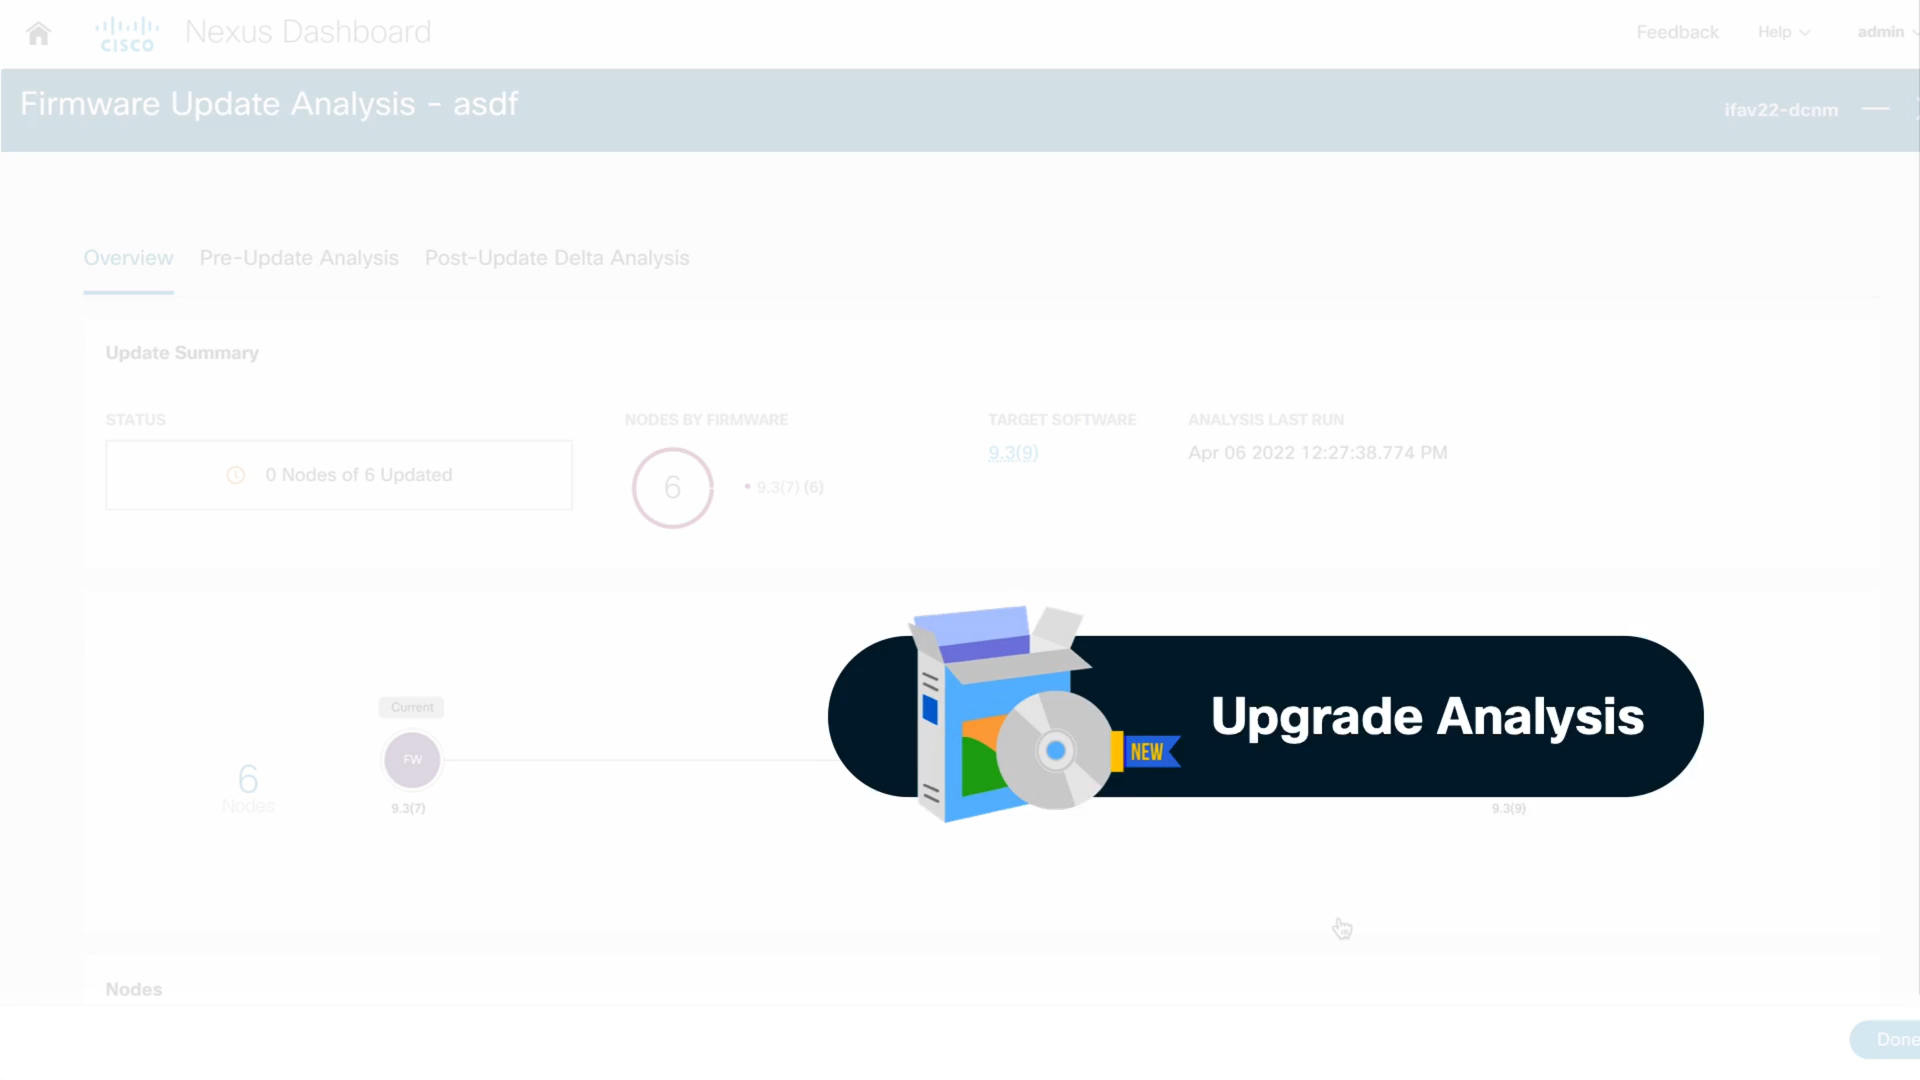 CISCO
Nexus Dashboard
Feedback
Help
admin
Firmware Update Analysis - asdf
ifav22-dcnm
Overview
Pre-Update Analysis
Post-Update Delta Analysis
Update Summary
STATUS
NODES BY FIRMWARE
TARGET SOFTWARE
ANALYSIS LAST RUN
0 Nodes of 6 Updated
6
9.3(7) (6)
9.3(9)
Apr 06 2022 12:27:38.774 PM
Current
FW
6
Nodes
9.3(7)
NEW
Upgrade Analysis
9.3(9)
Nodes
Done